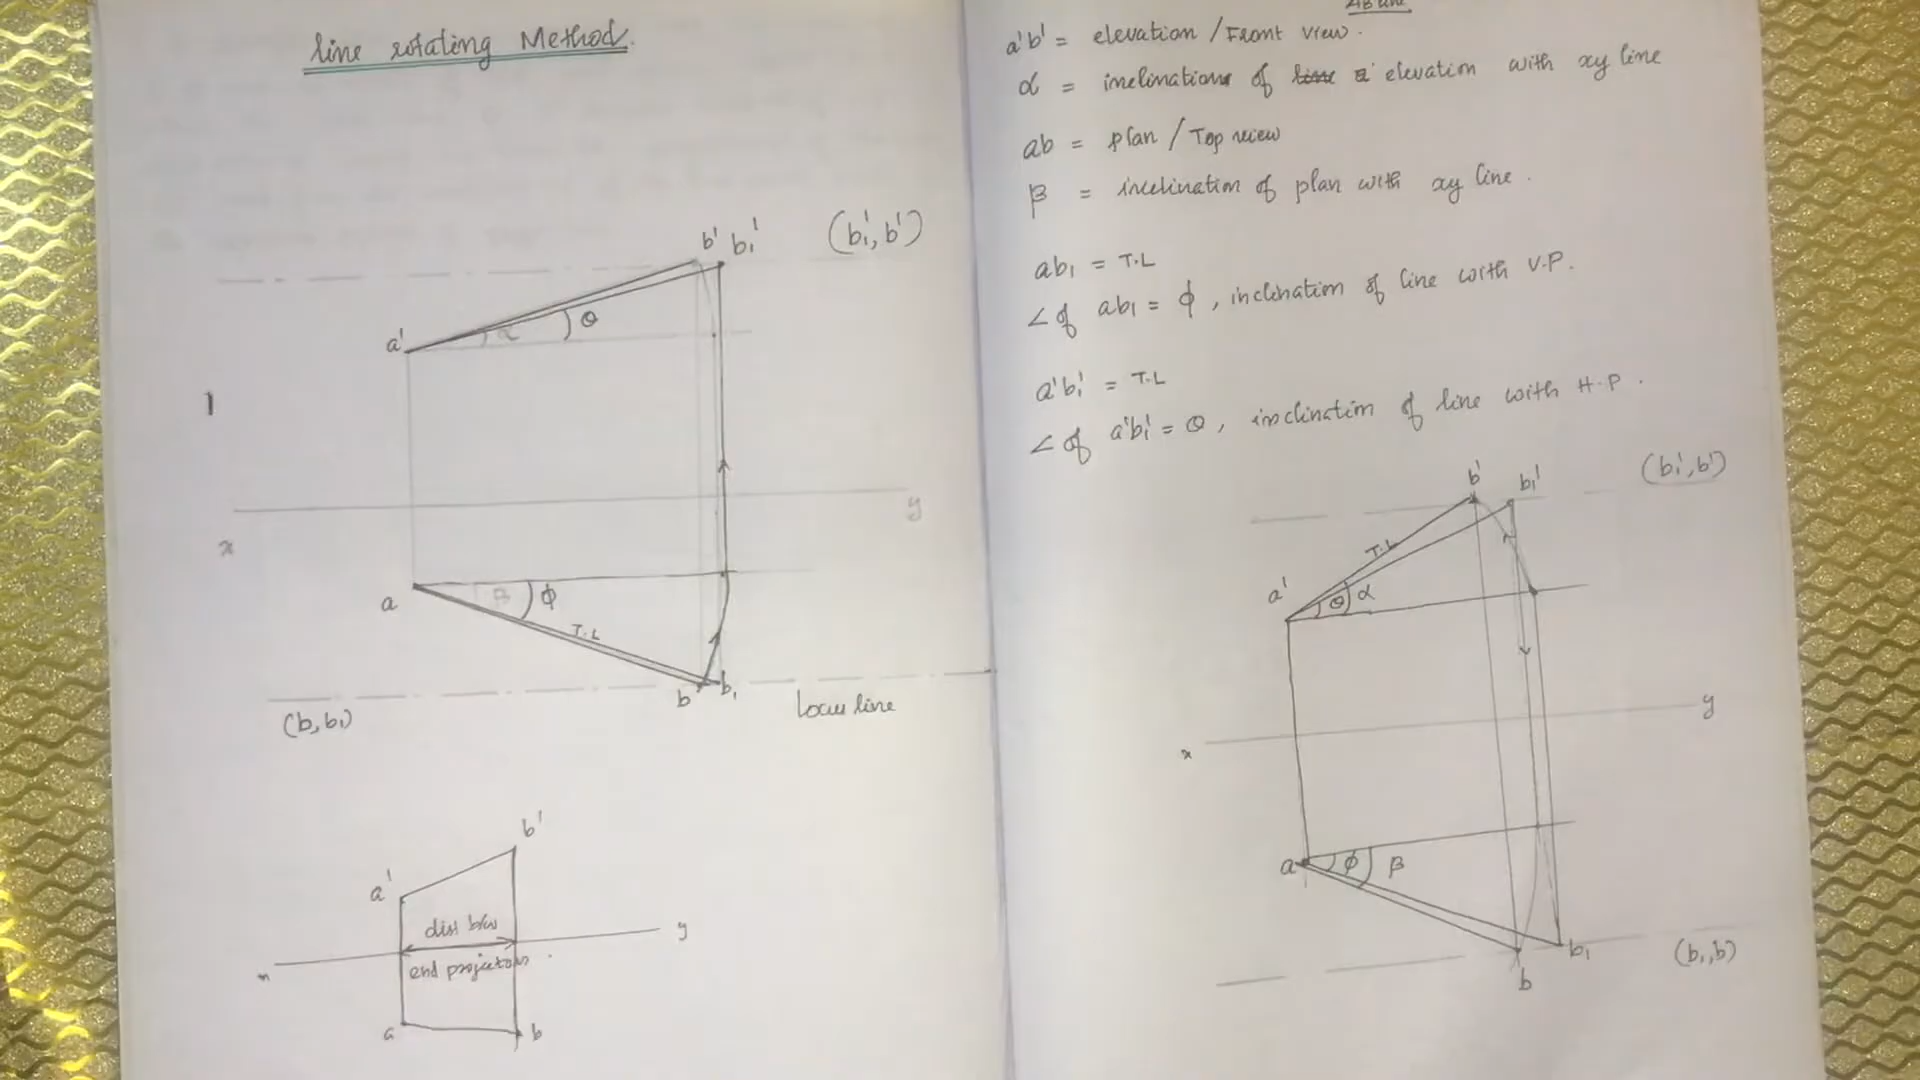 line rotating Method.
b' b₁' (b₁', b')
a' α θ
1
x y
a β φ
T.L
b b₁
(b, b₁) locus line
b'
a'
dist b/w
x y
end projectors
a b
a'b' = elevation / Front view.
α = inclinations of elevation with xy line
ab = plan / Top view
β = inclination of plan with xy line.
ab₁ = T.L
∠ of ab₁ = φ, inclination of line with V.P.
a'b₁' = T.L
∠ of a'b₁' = θ, inclination of line with H.P.
b' b₁' (b₁', b')
T.L
a' θ α
x y
a φ β
b b₁ (b₁, b)